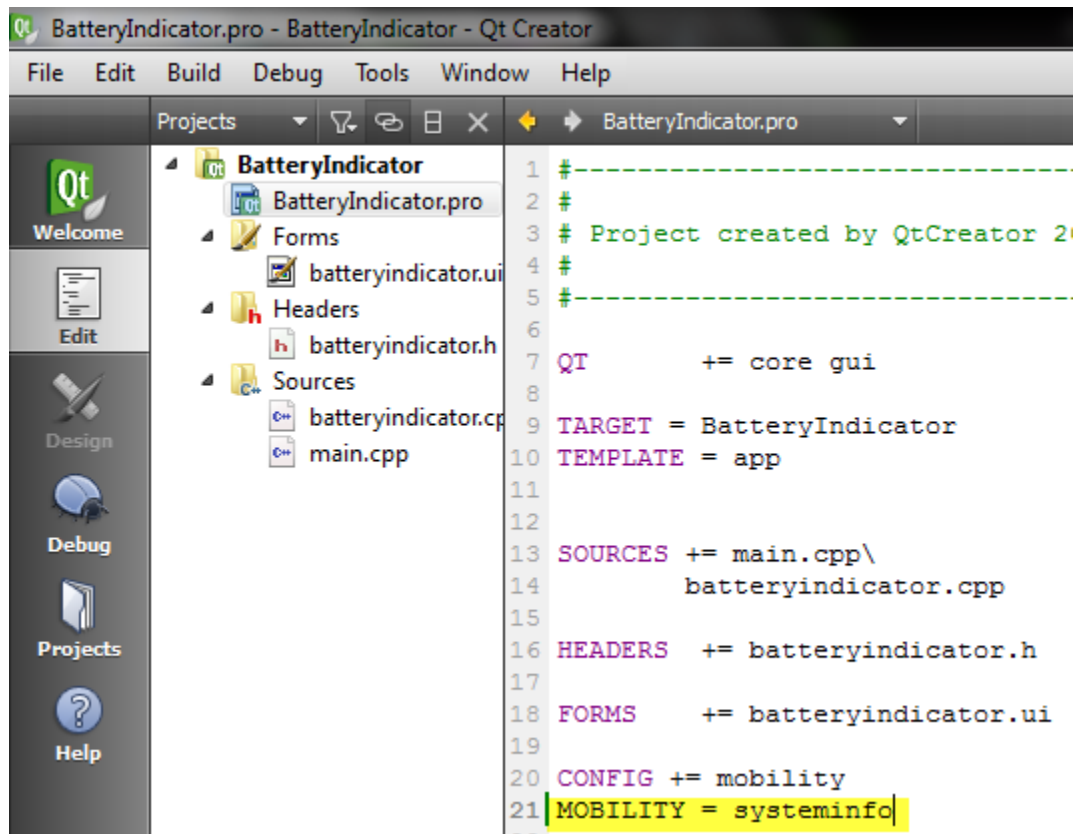 BatteryIndicator.pro - BatteryIndicator - Qt Creator
File Edit Build Debug Tools Window Help
Projects
BatteryIndicator.pro
Qt
Welcome
Edit
Design
Debug
Projects
Help
BatteryIndicator
BatteryIndicator.pro
Forms
batteryindicator.ui
Headers
batteryindicator.h
Sources
batteryindicator.cp
main.cpp
1 #--------------------------------
2 #
3 # Project created by QtCreator 20
4 #
5 #--------------------------------
6
7 QT += core gui
8
9 TARGET = BatteryIndicator
10 TEMPLATE = app
11
12
13 SOURCES += main.cpp\
14 batteryindicator.cpp
15
16 HEADERS += batteryindicator.h
17
18 FORMS += batteryindicator.ui
19
20 CONFIG += mobility
21 MOBILITY = systeminfo